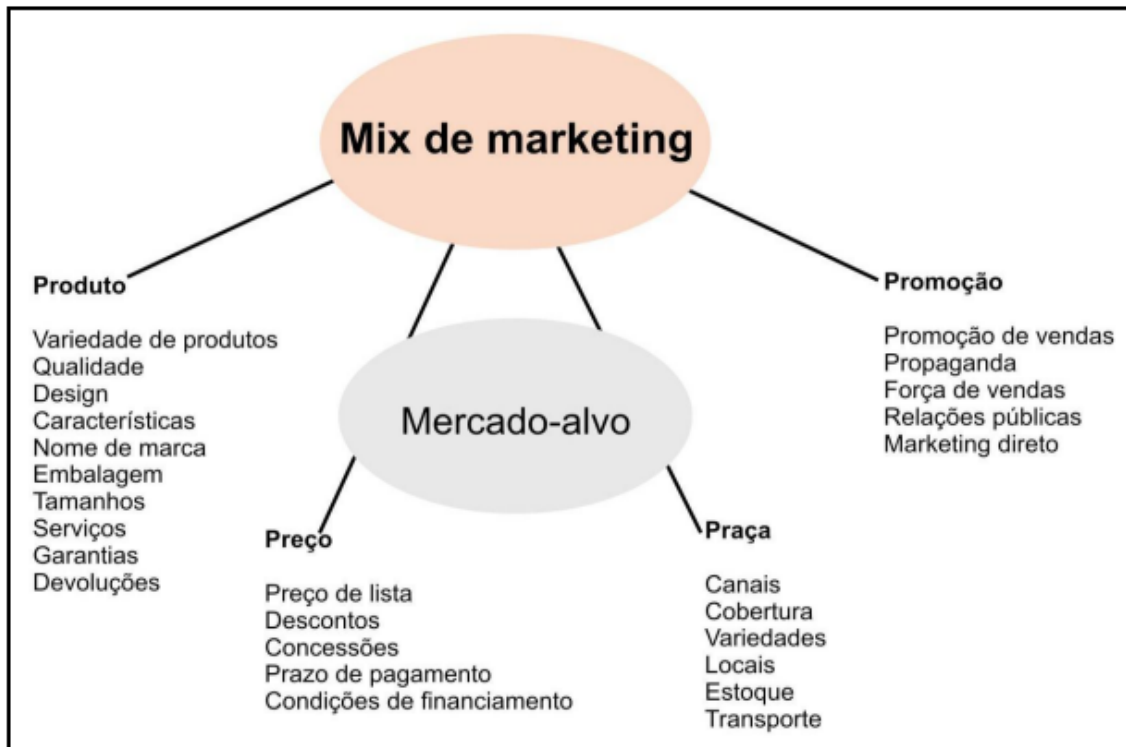 Mix de marketing
Produto
Variedade de produtos
Qualidade
Design
Características
Nome de marca
Embalagem
Tamanhos
Serviços
Garantias
Devoluções
Mercado-alvo
Preço
Preço de lista
Descontos
Concessões
Prazo de pagamento
Condições de financiamento
Praça
Canais
Cobertura
Variedades
Locais
Estoque
Transporte
Promoção
Promoção de vendas
Propaganda
Força de vendas
Relações públicas
Marketing direto